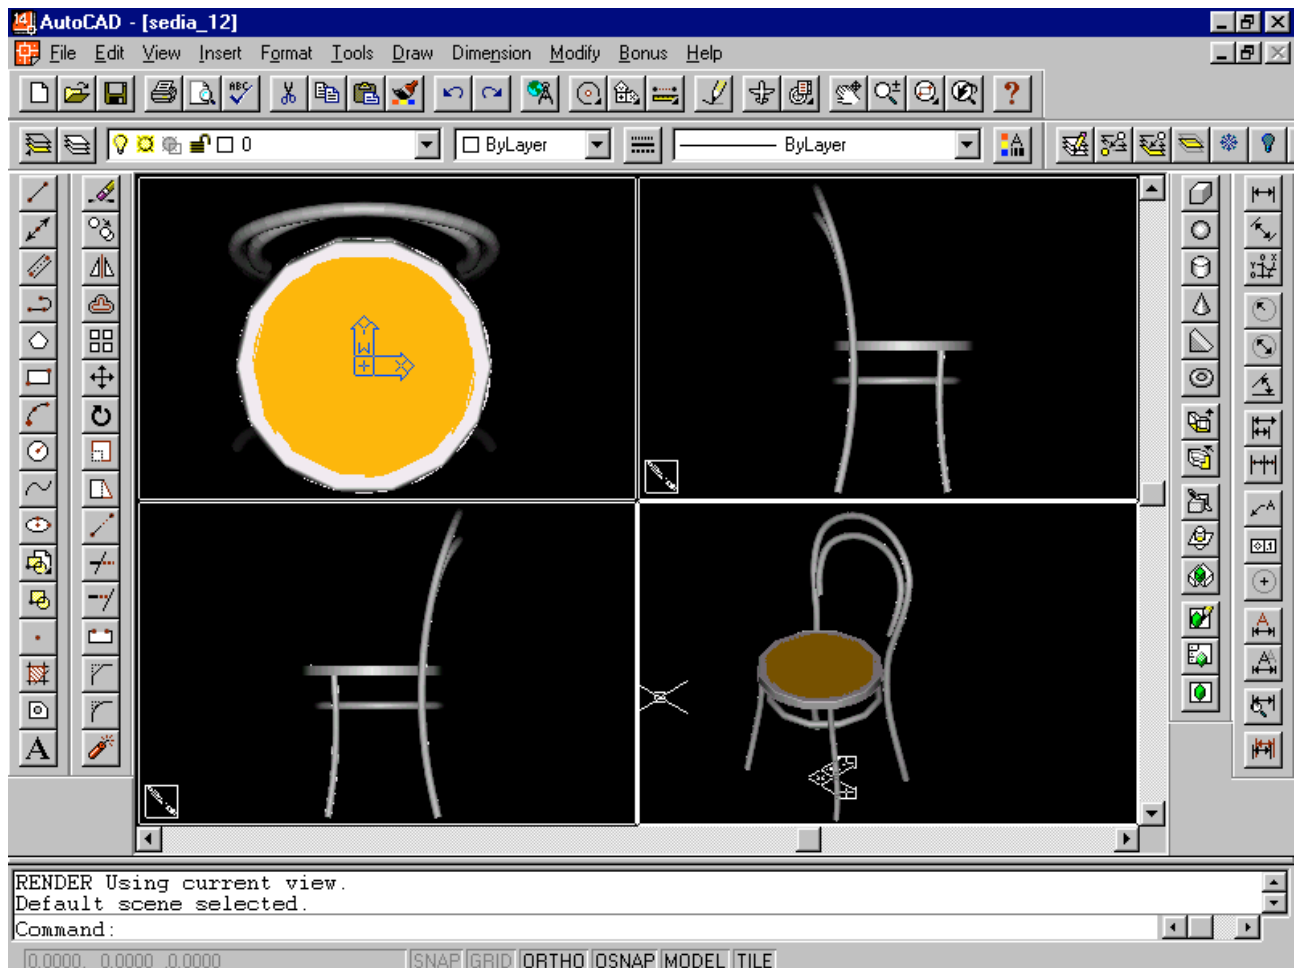 AutoCAD - [sedia_12]
File Edit View Insert Format Tools Draw Dimension Modify Bonus Help
ABC
0 ByLayer ByLayer
W
X
RENDER Using current view.
Default scene selected.
Command:
0.0000, 0.0000 ,0.0000 SNAP GRID ORTHO OSNAP MODEL TILE